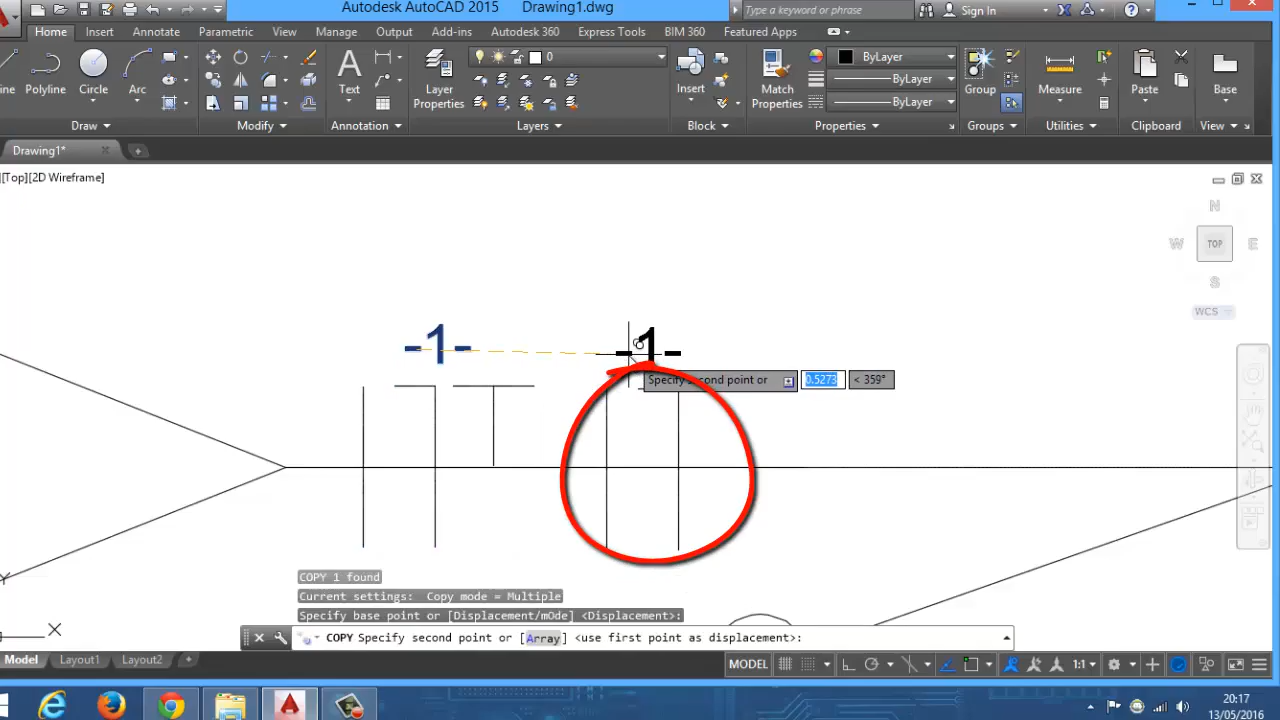 Autodesk AutoCAD 2015 Drawing1.dwg
Type a keyword or phrase
Sign In
Home Insert Annotate Parametric View Manage Output Add-ins Autodesk 360 Express Tools BIM 360 Featured Apps
0
ByLayer
ByLayer
ByLayer
Polyline Circle Arc
Text
Layer Properties
Insert
Match Properties
Group
Measure
Paste
Base
Draw Modify Annotation Layers Block Properties Groups Utilities Clipboard View
Drawing1*
[Top][2D Wireframe]
N
W TOP E
S
WCS
-1- -1-
Specify second point or 0.5273 < 359°
COPY 1 found
Current settings: Copy mode = Multiple
Specify base point or [Displacement/mOde] <Displacement>:
Y
X
COPY Specify second point or [Array] <use first point as displacement>:
Model Layout1 Layout2 +
MODEL 1:1
20:17
13/05/2016